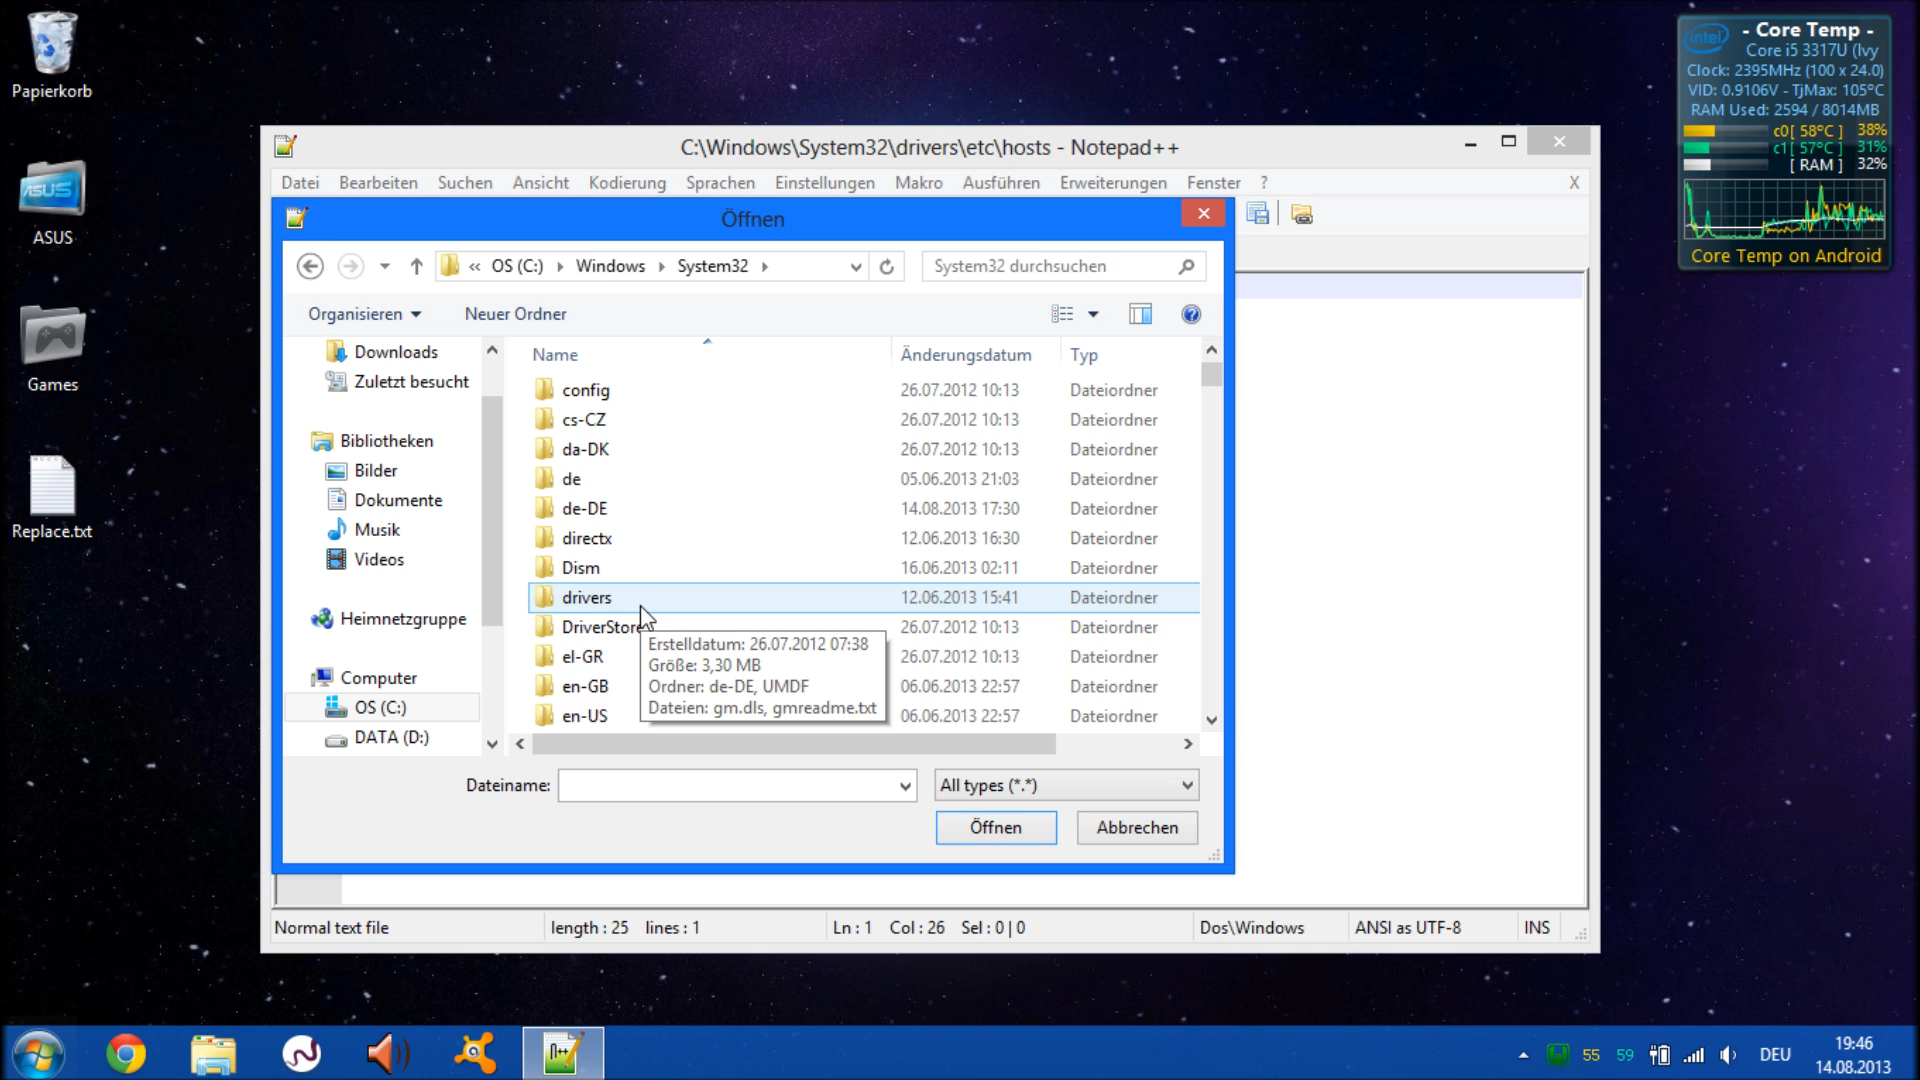 Papierkorb
ASUS
ASUS
Games
Replace.txt
intel
- Core Temp -
Core i5 3317U (Ivy
Clock: 2395MHz (100 x 24.0)
VID: 0.9106V - TjMax: 105°C
RAM Used: 2594 / 8014MB
c0[ 58°C ] 38%
c1[ 57°C ] 31%
[ RAM ] 32%
Core Temp on Android
C:\Windows\System32\drivers\etc\hosts - Notepad++
Datei Bearbeiten Suchen Ansicht Kodierung Sprachen Einstellungen Makro Ausführen Erweiterungen Fenster ? X
Öffnen
« OS (C:) Windows System32
System32 durchsuchen
Organisieren Neuer Ordner
Downloads
Zuletzt besucht
Bibliotheken
Bilder
Dokumente
Musik
Videos
Heimnetzgruppe
Computer
OS (C:)
DATA (D:)
Name Änderungsdatum Typ
config 26.07.2012 10:13 Dateiordner
cs-CZ 26.07.2012 10:13 Dateiordner
da-DK 26.07.2012 10:13 Dateiordner
de 05.06.2013 21:03 Dateiordner
de-DE 14.08.2013 17:30 Dateiordner
directx 12.06.2013 16:30 Dateiordner
Dism 16.06.2013 02:11 Dateiordner
drivers 12.06.2013 15:41 Dateiordner
DriverStore 26.07.2012 10:13 Dateiordner
el-GR 26.07.2012 10:13 Dateiordner
en-GB 06.06.2013 22:57 Dateiordner
en-US 06.06.2013 22:57 Dateiordner
Erstelldatum: 26.07.2012 07:38
Größe: 3,30 MB
Ordner: de-DE, UMDF
Dateien: gm.dls, gmreadme.txt
Dateiname: All types (*.*)
Öffnen Abbrechen
Normal text file length : 25 lines : 1 Ln : 1 Col : 26 Sel : 0 | 0 Dos\Windows ANSI as UTF-8 INS
55 59 DEU 19:46
14.08.2013